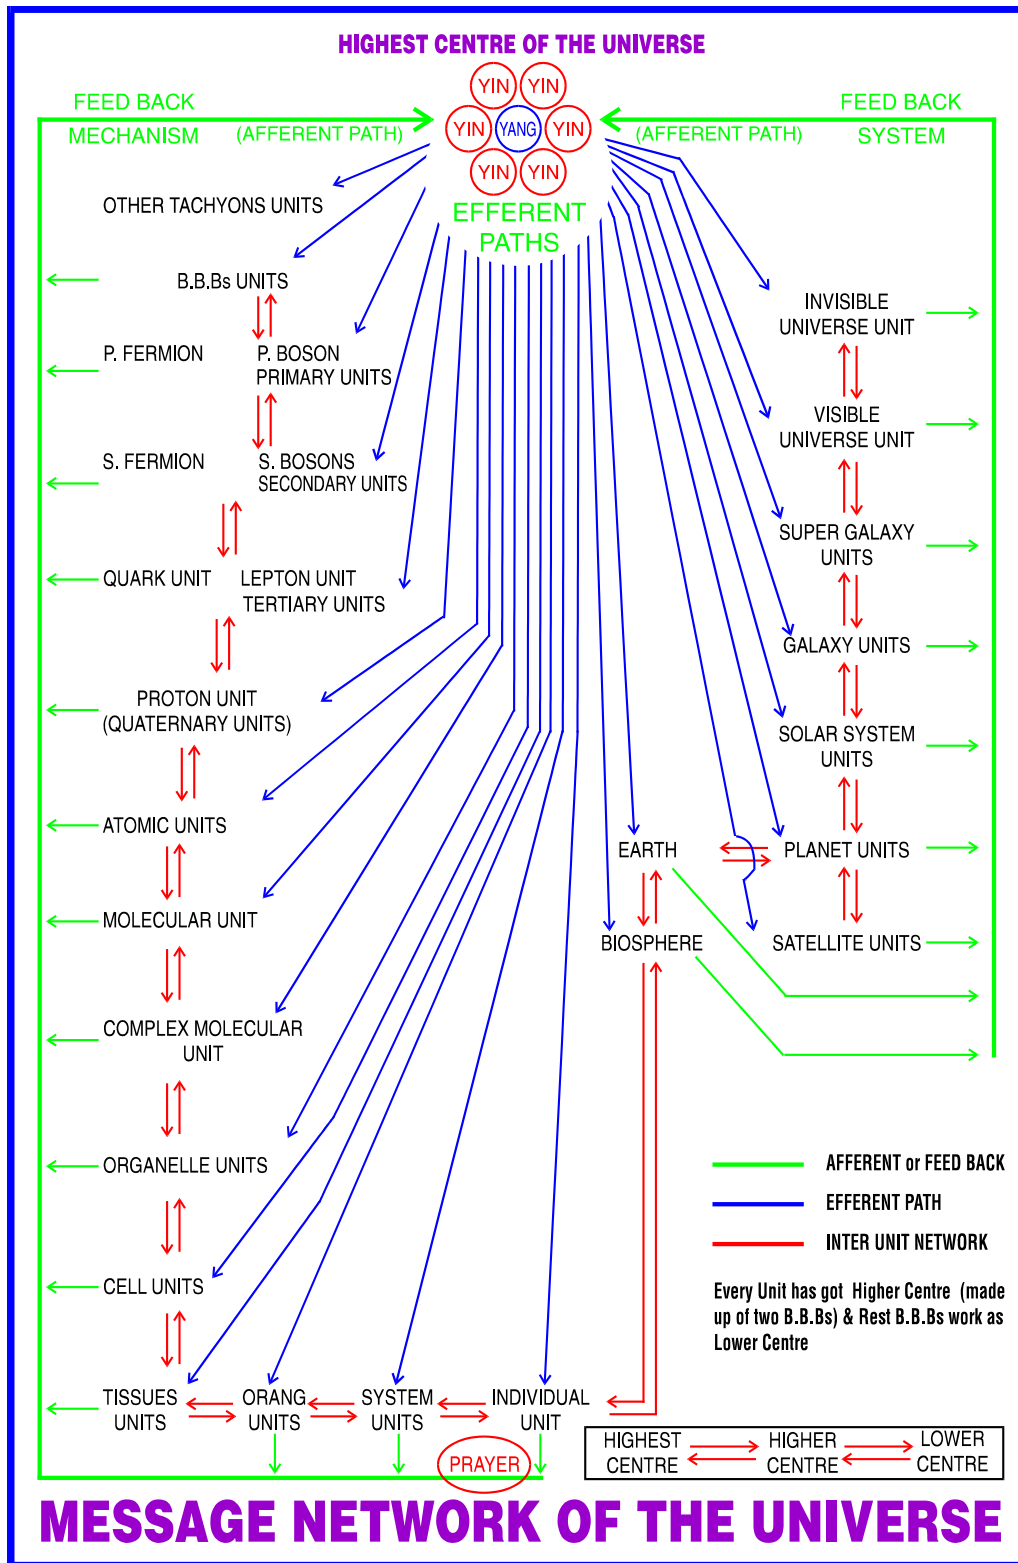 HIGHEST CENTRE OF THE UNIVERSE
YIN YIN
YIN YANG YIN
YIN YIN
FEED BACK
MECHANISM (AFFERENT PATH)
FEED BACK
(AFFERENT PATH) SYSTEM
EFFERENT
PATHS
OTHER TACHYONS UNITS
B.B.Bs UNITS
P. FERMION P. BOSON
PRIMARY UNITS
S. FERMION S. BOSONS
SECONDARY UNITS
QUARK UNIT LEPTON UNIT
TERTIARY UNITS
PROTON UNIT
(QUATERNARY UNITS)
ATOMIC UNITS
MOLECULAR UNIT
COMPLEX MOLECULAR
UNIT
ORGANELLE UNITS
CELL UNITS
TISSUES
UNITS
ORANG
UNITS
SYSTEM
UNITS
INDIVIDUAL
UNIT
PRAYER
INVISIBLE
UNIVERSE UNIT
VISIBLE
UNIVERSE UNIT
SUPER GALAXY
UNITS
GALAXY UNITS
SOLAR SYSTEM
UNITS
EARTH PLANET UNITS
BIOSPHERE SATELLITE UNITS
AFFERENT or FEED BACK
EFFERENT PATH
INTER UNIT NETWORK
Every Unit has got Higher Centre (made
up of two B.B.Bs) & Rest B.B.Bs work as
Lower Centre
HIGHEST HIGHER LOWER
CENTRE CENTRE CENTRE
MESSAGE NETWORK OF THE UNIVERSE